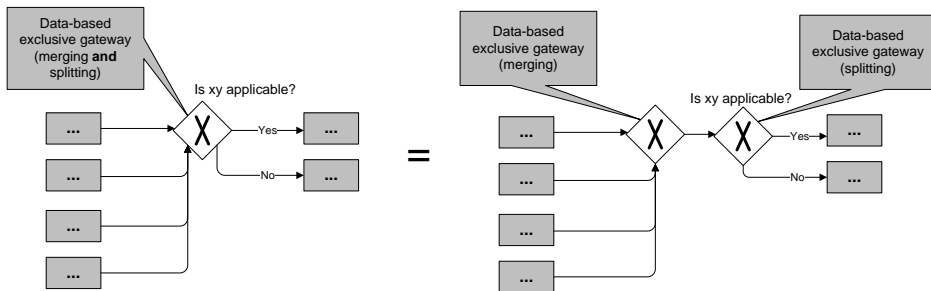 Data-based
exclusive gateway
(merging and
splitting)
Is xy applicable?
...
X
Yes
...
...
No
...
...
...
=
Data-based
exclusive gateway
(merging)
Data-based
exclusive gateway
(splitting)
Is xy applicable?
...
X
X
Yes
...
...
No
...
...
...